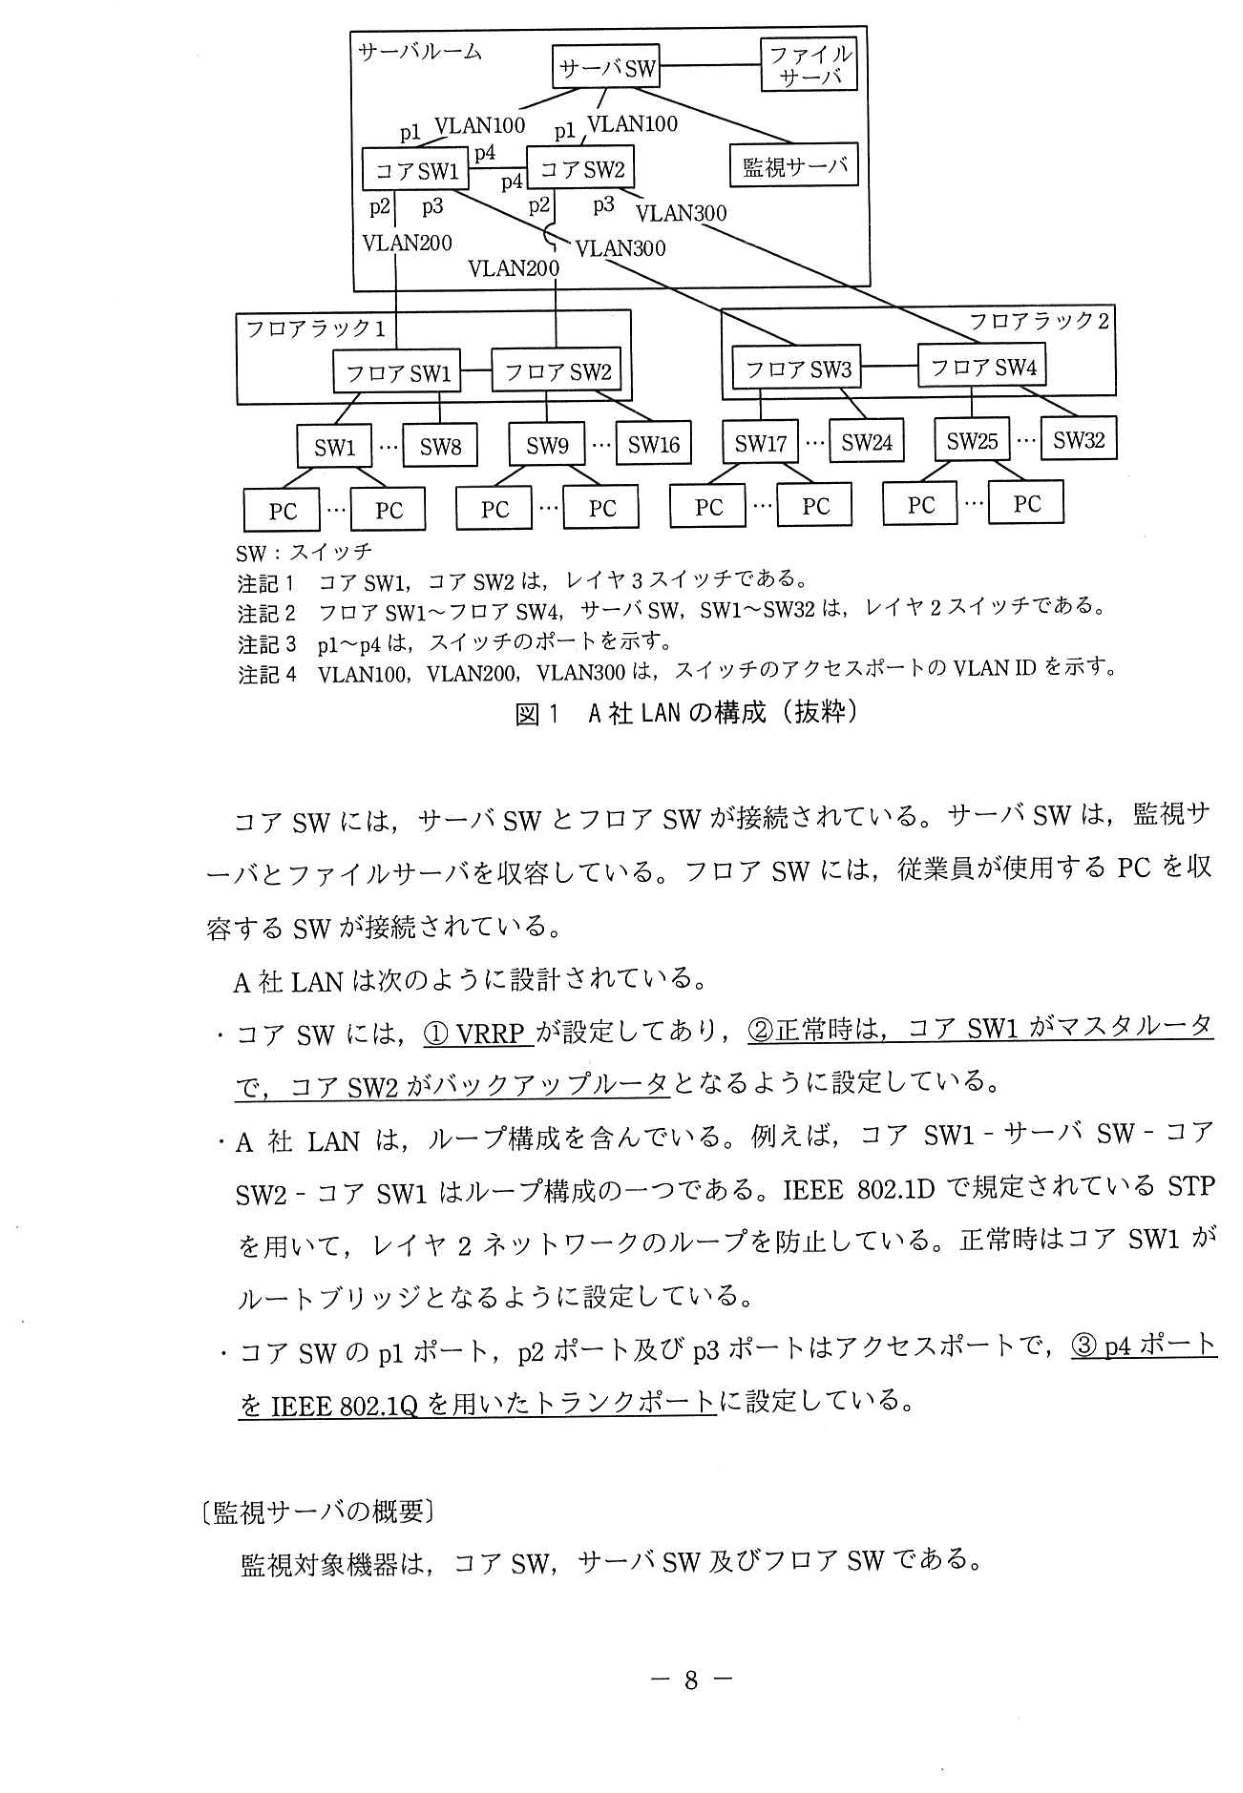 サーバルーム
サーバSW
ファイル
サーバ
p1 VLAN100
p1 VLAN100
コアSW1
p4
p4
コアSW2
監視サーバ
p2 p3
p2 p3
VLAN300
VLAN200
VLAN300
VLAN200
フロアラック1
フロアラック2
フロアSW1
フロアSW2
フロアSW3
フロアSW4
SW1 … SW8
SW9 … SW16
SW17 … SW24
SW25 … SW32
PC … PC
PC … PC
PC … PC
PC … PC
SW:スイッチ
注記1 コアSW1,コアSW2は,レイヤ3スイッチである。
注記2 フロアSW1~フロアSW4,サーバSW,SW1~SW32は,レイヤ2スイッチである。
注記3 p1~p4は,スイッチのポートを示す。
注記4 VLAN100,VLAN200,VLAN300は,スイッチのアクセスポートのVLAN IDを示す。
図1 A社LANの構成(抜粋)
コアSWには,サーバSWとフロアSWが接続されている。サーバSWは,監視サ
ーバとファイルサーバを収容している。フロアSWには,従業員が使用するPCを収
容するSWが接続されている。
A社LANは次のように設計されている。
・コアSWには,①VRRPが設定してあり,②正常時は,コアSW1がマスタルータ
で,コアSW2がバックアップルータとなるように設定している。
・A社LANは,ループ構成を含んでいる。例えば,コアSW1-サーバSW-コア
SW2-コアSW1はループ構成の一つである。IEEE 802.1Dで規定されているSTP
を用いて,レイヤ2ネットワークのループを防止している。正常時はコアSW1が
ルートブリッジとなるように設定している。
・コアSWのp1ポート,p2ポート及びp3ポートはアクセスポートで,③p4ポート
をIEEE 802.1Qを用いたトランクポートに設定している。
〔監視サーバの概要〕
監視対象機器は,コアSW,サーバSW及びフロアSWである。
- 8 -